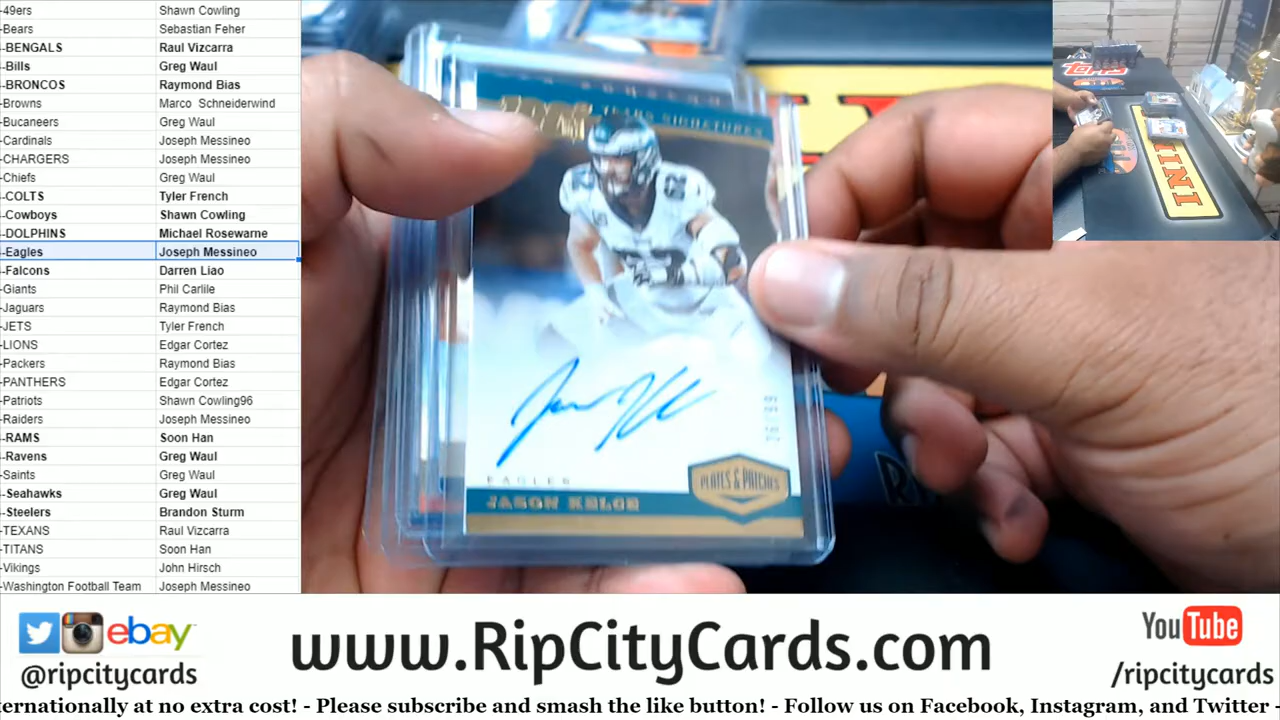 -49ers Shawn Cowling
-Bears Sebastian Feher
-BENGALS Raul Vizcarra
-Bills Greg Waul
-BRONCOS Raymond Bias
-Browns Marco Schneiderwind
-Bucaneers Greg Waul
-Cardinals Joseph Messineo
-CHARGERS Joseph Messineo
-Chiefs Greg Waul
-COLTS Tyler French
-Cowboys Shawn Cowling
-DOLPHINS Michael Rosewarne
-Eagles Joseph Messineo
-Falcons Darren Liao
-Giants Phil Carlile
-Jaguars Raymond Bias
-JETS Tyler French
-LIONS Edgar Cortez
-Packers Raymond Bias
-PANTHERS Edgar Cortez
-Patriots Shawn Cowling96
-Raiders Joseph Messineo
-RAMS Soon Han
-Ravens Greg Waul
-Saints Greg Waul
-Seahawks Greg Waul
-Steelers Brandon Sturm
-TEXANS Raul Vizcarra
-TITANS Soon Han
-Vikings John Hirsch
-Washington Football Team Joseph Messineo
SIGNATURES
62
EAGLES
JASON KELCE
PLATES & PATCHES
topps
ebay
@ripcitycards
www.RipCityCards.com
YouTube
/ripcitycards
ternationally at no extra cost! - Please subscribe and smash the like button! - Follow us on Facebook, Instagram, and Twitter -